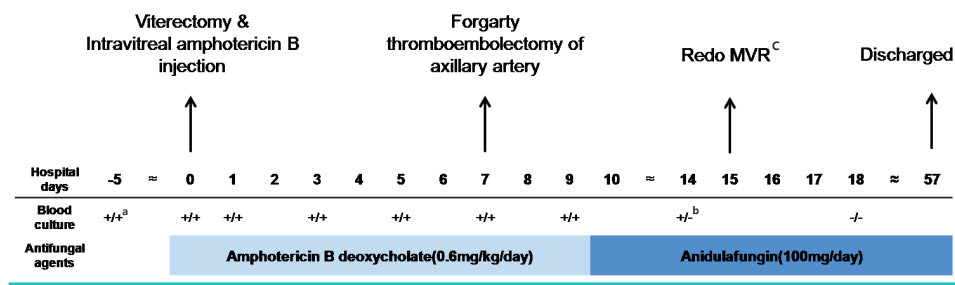 Viterectomy &
Intravitreal amphotericin B
injection
Forgarty
thromboembolectomy of
axillary artery
Redo MVRc
Discharged
Hospital days -5 ≈ 0 1 2 3 4 5 6 7 8 9 10 ≈ 14 15 16 17 18 ≈ 57
Blood culture +/+a +/+ +/+ +/+ +/+ +/+ +/+ +/-b -/-
Antifungal agents Amphotericin B deoxycholate(0.6mg/kg/day) Anidulafungin(100mg/day)